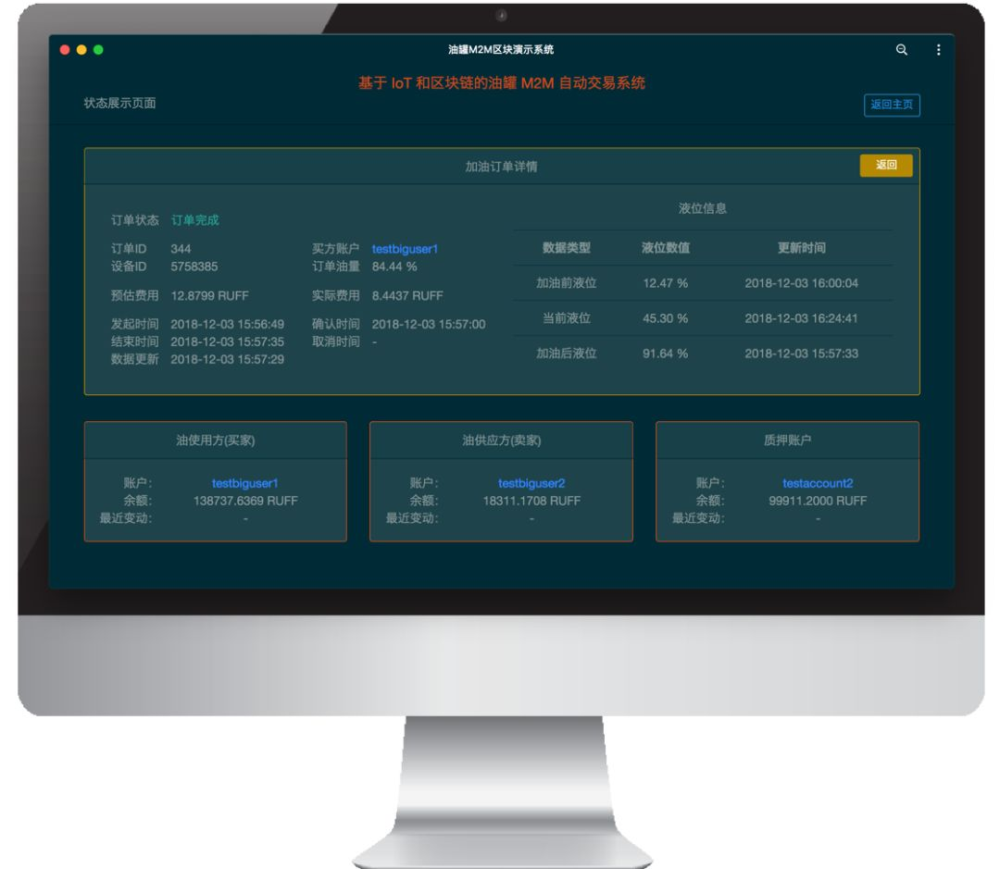 油罐M2M区块演示系统
基于 IoT 和区块链的油罐 M2M 自动交易系统
状态展示页面
返回主页
加油订单详情
返回
订单状态 订单完成
订单ID 344 买方账户 testbiguser1
设备ID 5758385 订单油量 84.44 %
预估费用 12.8799 RUFF 实际费用 8.4437 RUFF
发起时间 2018-12-03 15:56:49 确认时间 2018-12-03 15:57:00
结束时间 2018-12-03 15:57:35 取消时间 -
数据更新 2018-12-03 15:57:29
液位信息
数据类型 液位数值 更新时间
加油前液位 12.47 % 2018-12-03 16:00:04
当前液位 45.30 % 2018-12-03 16:24:41
加油后液位 91.64 % 2018-12-03 15:57:33
油使用方(买家)
账户: testbiguser1
余额: 138737.6369 RUFF
最近变动: -
油供应方(卖家)
账户: testbiguser2
余额: 18311.1708 RUFF
最近变动: -
质押账户
账户: testaccount2
余额: 99911.2000 RUFF
最近变动: -